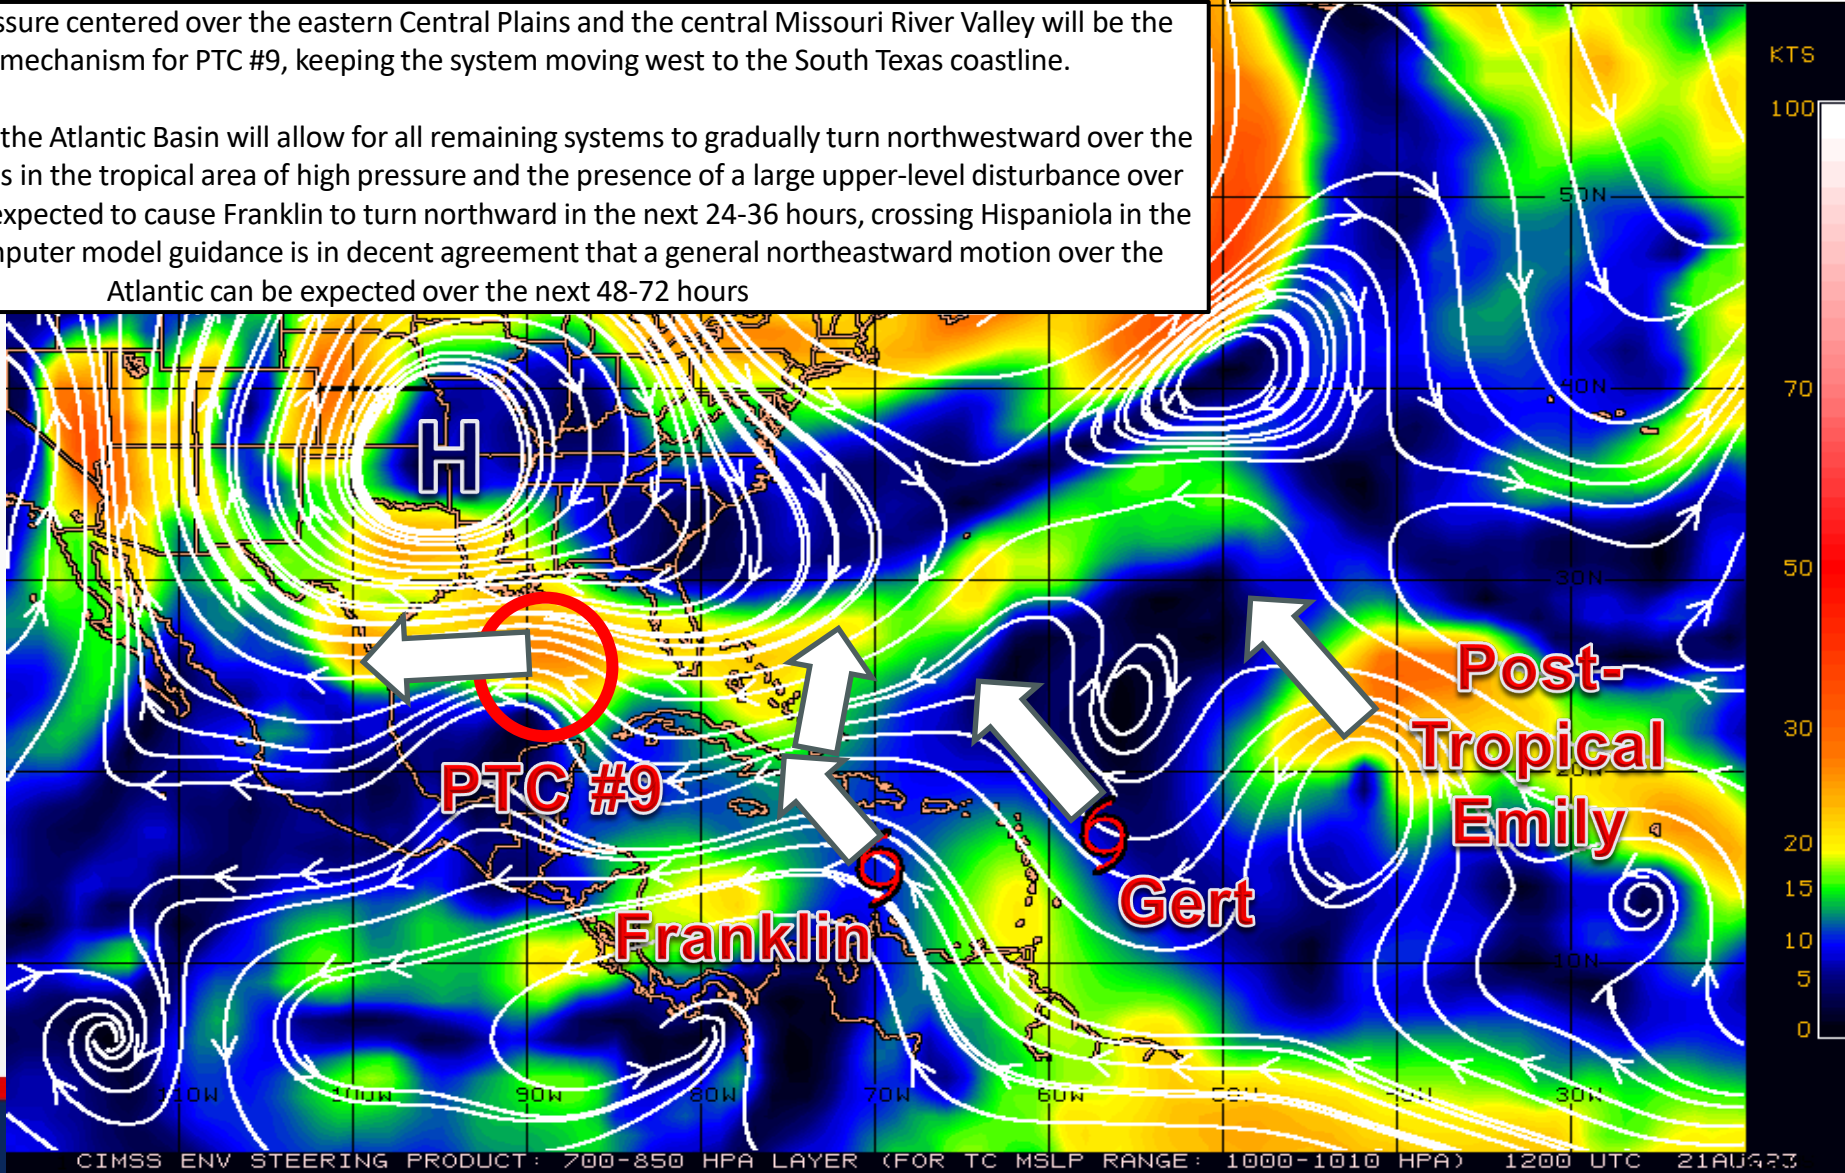 ssure centered over the eastern Central Plains and the central Missouri River Valley will be the
mechanism for PTC #9, keeping the system moving west to the South Texas coastline.
the Atlantic Basin will allow for all remaining systems to gradually turn northwestward over the
s in the tropical area of high pressure and the presence of a large upper-level disturbance over
expected to cause Franklin to turn northward in the next 24-36 hours, crossing Hispaniola in the
nputer model guidance is in decent agreement that a general northeastward motion over the
Atlantic can be expected over the next 48-72 hours
KTS
100
70
50
30
20
15
10
5
0
50N
40N
30N
20N
10N
H
PTC #9
Franklin
Gert
Post-
Tropical
Emily
110W 100W 90W 80W 70W 60W 50W 40W 30W
CIMSS ENV STEERING PRODUCT: 700-850 HPA LAYER (FOR TC MSLP RANGE: 1000-1010 HPA) 1200 UTC 21AUG23